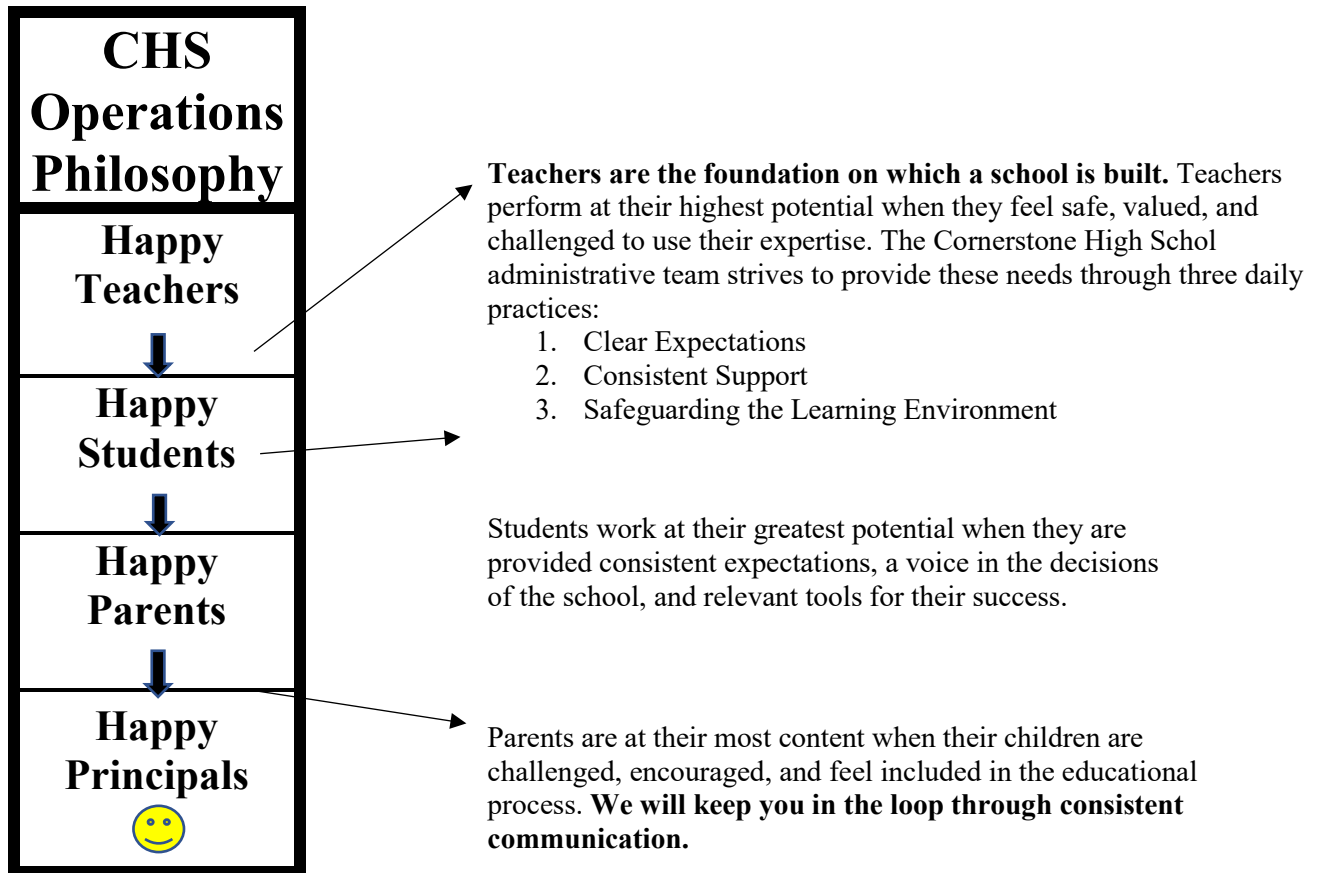 CHS
Operations
Philosophy
Happy
Teachers
Happy
Students
Happy
Parents
Happy
Principals
Teachers are the foundation on which a school is built. Teachers
perform at their highest potential when they feel safe, valued, and
challenged to use their expertise. The Cornerstone High Schol
administrative team strives to provide these needs through three daily
practices:
1. Clear Expectations
2. Consistent Support
3. Safeguarding the Learning Environment
Students work at their greatest potential when they are
provided consistent expectations, a voice in the decisions
of the school, and relevant tools for their success.
Parents are at their most content when their children are
challenged, encouraged, and feel included in the educational
process. We will keep you in the loop through consistent
communication.